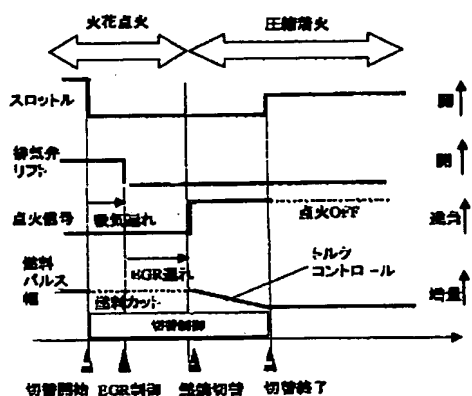 火花点火
圧縮着火
スロットル
開
排気弁
リフト
開
吸気遅れ
点火信号
点火OFF
進角
EGR遅れ
トルク
コントロール
燃料
パルス
幅
燃料カット
増量
切替制御
切替開始
EGR制御
燃焼切替
切替終了